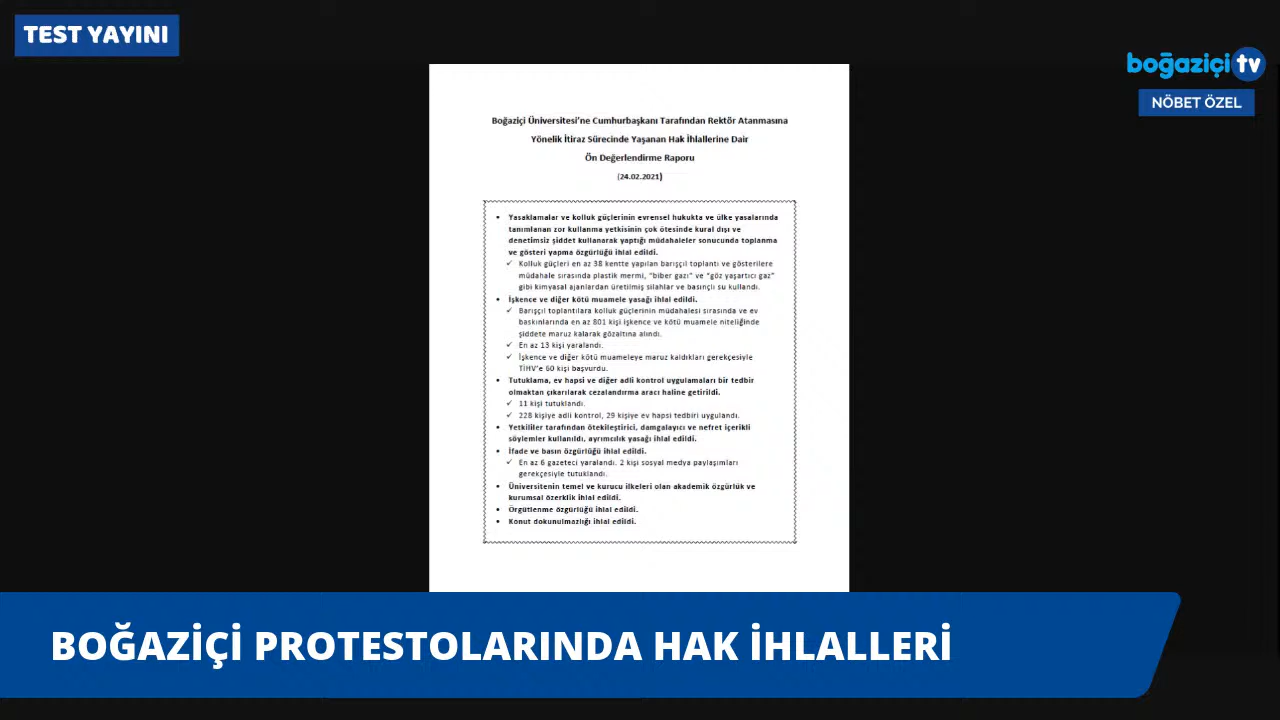 TEST YAYINI
boğaziçi tv
NÖBET ÖZEL
Boğaziçi Üniversitesi'ne Cumhurbaşkanı Tarafından Rektör Atanmasına
Yönelik İtiraz Sürecinde Yaşanan Hak İhlallerine Dair
Ön Değerlendirme Raporu
(24.02.2021)
• Yasaklamalar ve kolluk güçlerinin evrensel hukukta ve ülke yasalarında
tanımlanan zor kullanma yetkisinin çok ötesinde kural dışı ve
denetimsiz şiddet kullanarak yaptığı müdahaleler sonucunda toplanma
ve gösteri yapma özgürlüğü ihlal edildi.
✓ Kolluk güçleri en az 38 kentte yapılan barışçıl toplantı ve gösterilere
müdahale sırasında plastik mermi, "biber gazı" ve "göz yaşartıcı gaz"
gibi kimyasal ajanlardan üretilmiş silahlar ve basınçlı su kullandı.
• İşkence ve diğer kötü muamele yasağı ihlal edildi.
✓ Barışçıl toplantılara kolluk güçlerinin müdahalesi sırasında ve ev
baskınlarında en az 801 kişi işkence ve kötü muamele niteliğinde
şiddete maruz kalarak gözaltına alındı.
✓ En az 13 kişi yaralandı.
✓ İşkence ve diğer kötü muameleye maruz kaldıkları gerekçesiyle
TİHV'e 60 kişi başvurdu.
• Tutuklama, ev hapsi ve diğer adli kontrol uygulamaları bir tedbir
olmaktan çıkarılarak cezalandırma aracı haline getirildi.
✓ 11 kişi tutuklandı.
✓ 228 kişiye adli kontrol, 29 kişiye ev hapsi tedbiri uygulandı.
• Yetkililer tarafından ötekileştirici, damgalayıcı ve nefret içerikli
söylemler kullanıldı, ayrımcılık yasağı ihlal edildi.
• İfade ve basın özgürlüğü ihlal edildi.
✓ En az 6 gazeteci yaralandı. 2 kişi sosyal medya paylaşımları
gerekçesiyle tutuklandı.
• Üniversitenin temel ve kurucu ilkeleri olan akademik özgürlük ve
kurumsal özerklik ihlal edildi.
• Örgütlenme özgürlüğü ihlal edildi.
• Konut dokunulmazlığı ihlal edildi.
BOĞAZİÇİ PROTESTOLARINDA HAK İHLALLERİ